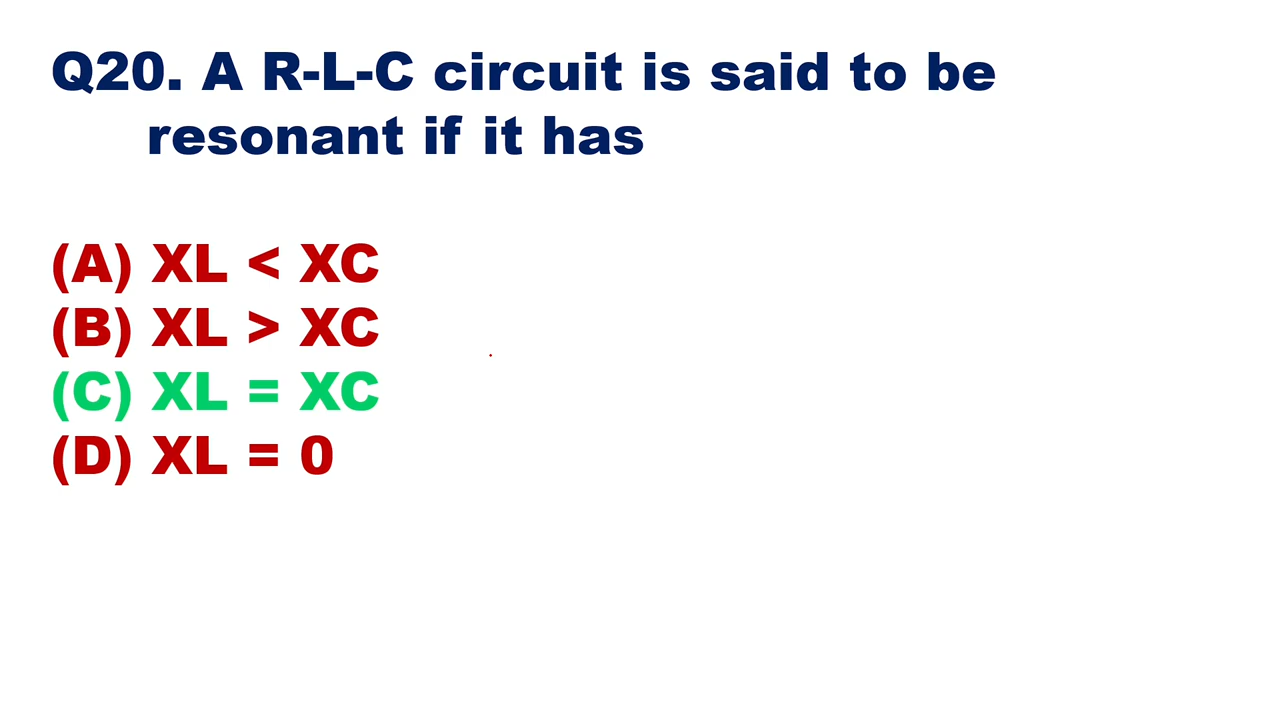 Q20. A R-L-C circuit is said to be
resonant if it has
(A) XL < XC
(B) XL > XC
(C) XL = XC
(D) XL = 0